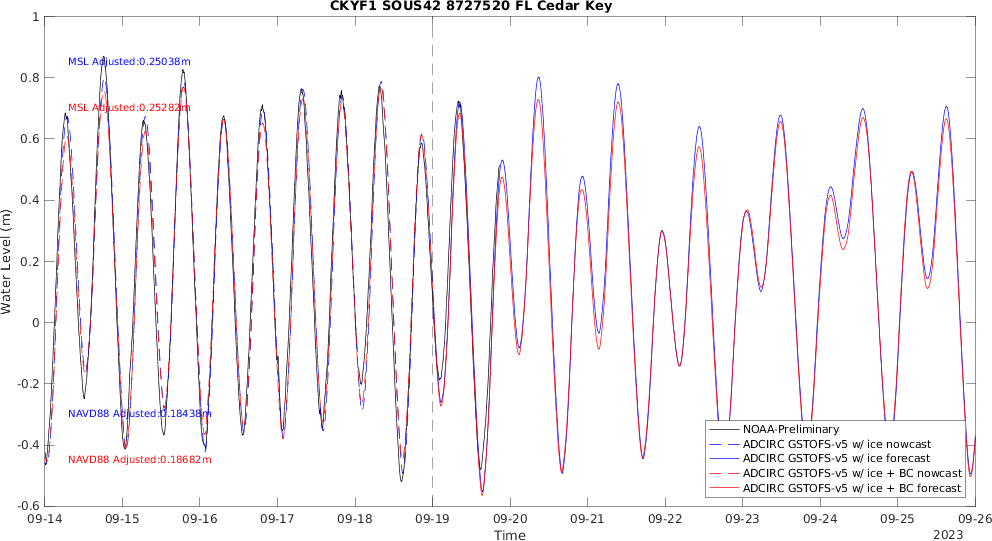 CKYF1 SOUS42 8727520 FL Cedar Key
Water Level (m)
1
0.8
0.6
0.4
0.2
0
-0.2
-0.4
-0.6
MSL Adjusted:0.25038m
MSL Adjusted:0.25282m
NAVD88 Adjusted:0.18438m
NAVD88 Adjusted:0.18682m
NOAA-Preliminary
ADCIRC GSTOFS-v5 w/ ice nowcast
ADCIRC GSTOFS-v5 w/ ice forecast
ADCIRC GSTOFS-v5 w/ ice + BC nowcast
ADCIRC GSTOFS-v5 w/ ice + BC forecast
09-14 09-15 09-16 09-17 09-18 09-19 09-20 09-21 09-22 09-23 09-24 09-25 09-26
Time
2023